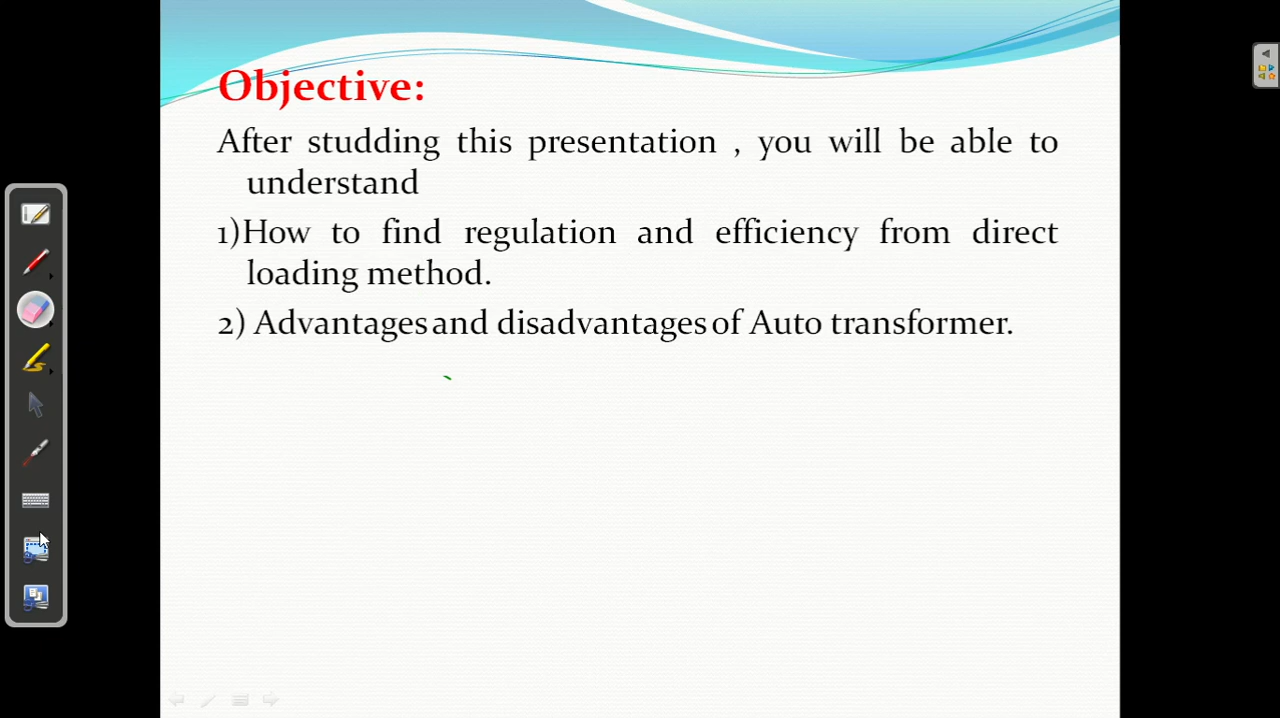 Objective:
After studding this presentation , you will be able to
understand
1)How to find regulation and efficiency from direct
loading method.
2) Advantages and disadvantages of Auto transformer.